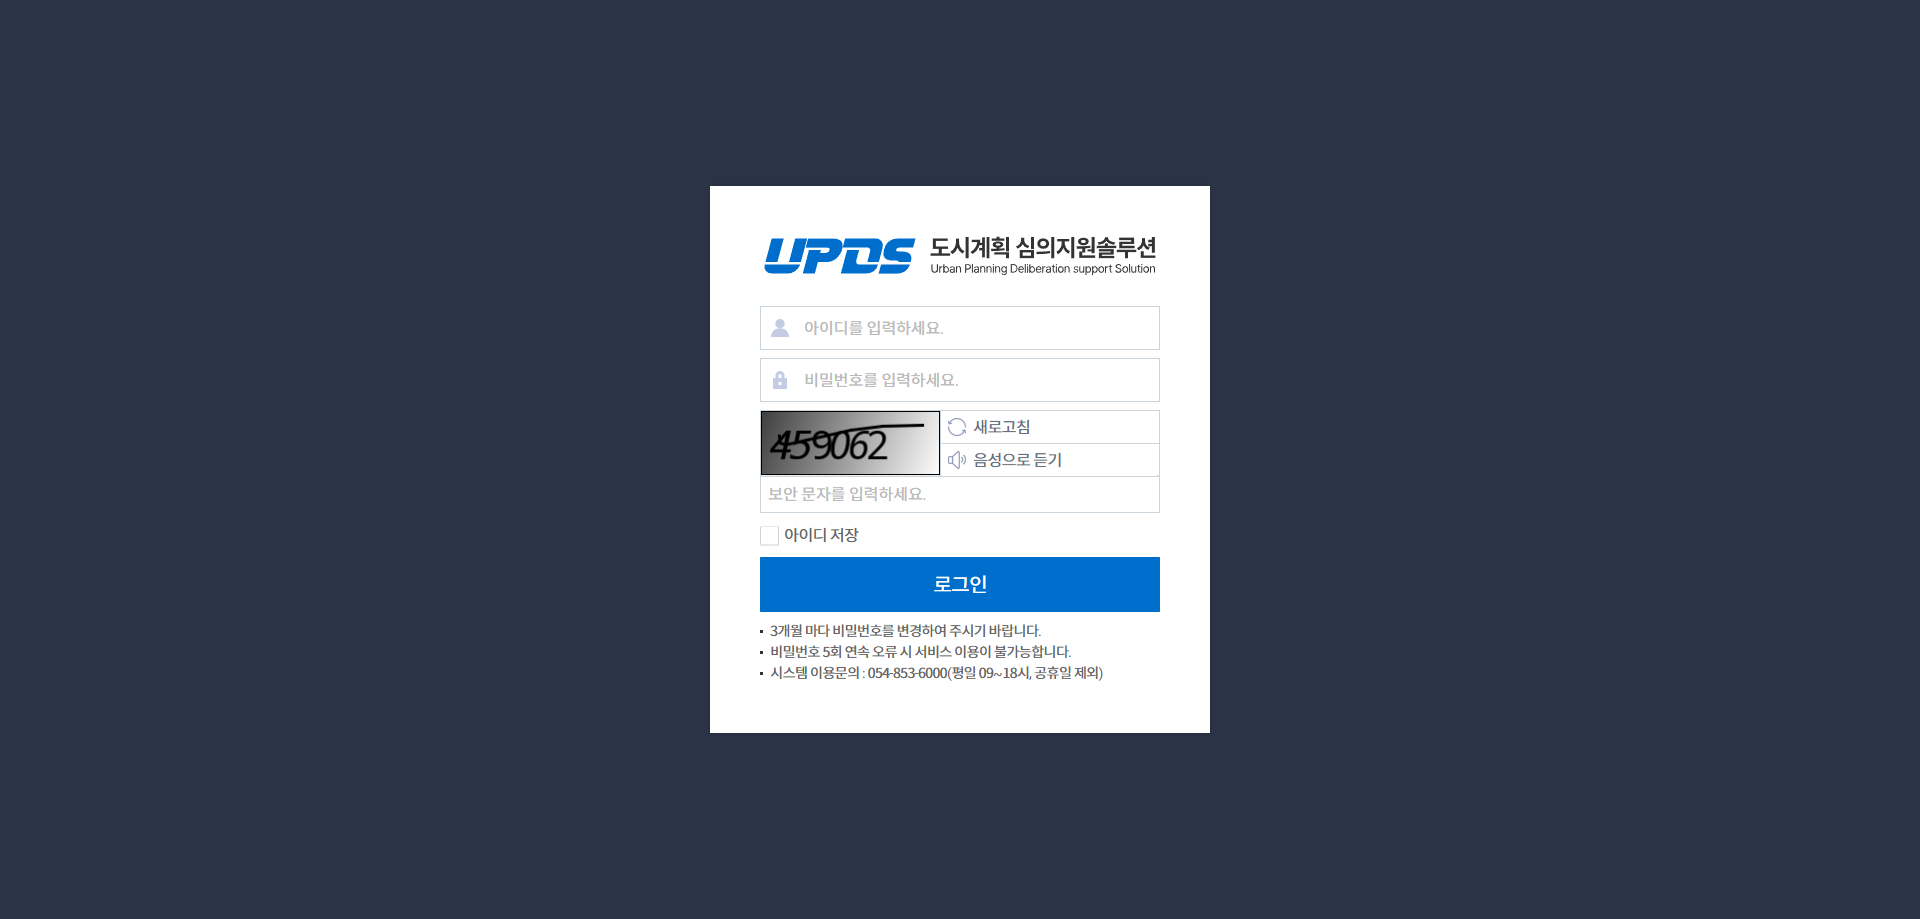 UPDS 도시계획 심의지원솔루션
Urban Planning Deliberation support Solution
아이디를 입력하세요.
비밀번호를 입력하세요.
459062
새로고침
음성으로 듣기
보안 문자를 입력하세요.
아이디 저장
로그인
3개월 마다 비밀번호를 변경하여 주시기 바랍니다.
비밀번호 5회 연속 오류 시 서비스 이용이 불가능합니다.
시스템 이용문의 : 054-853-6000(평일 09~18시, 공휴일 제외)